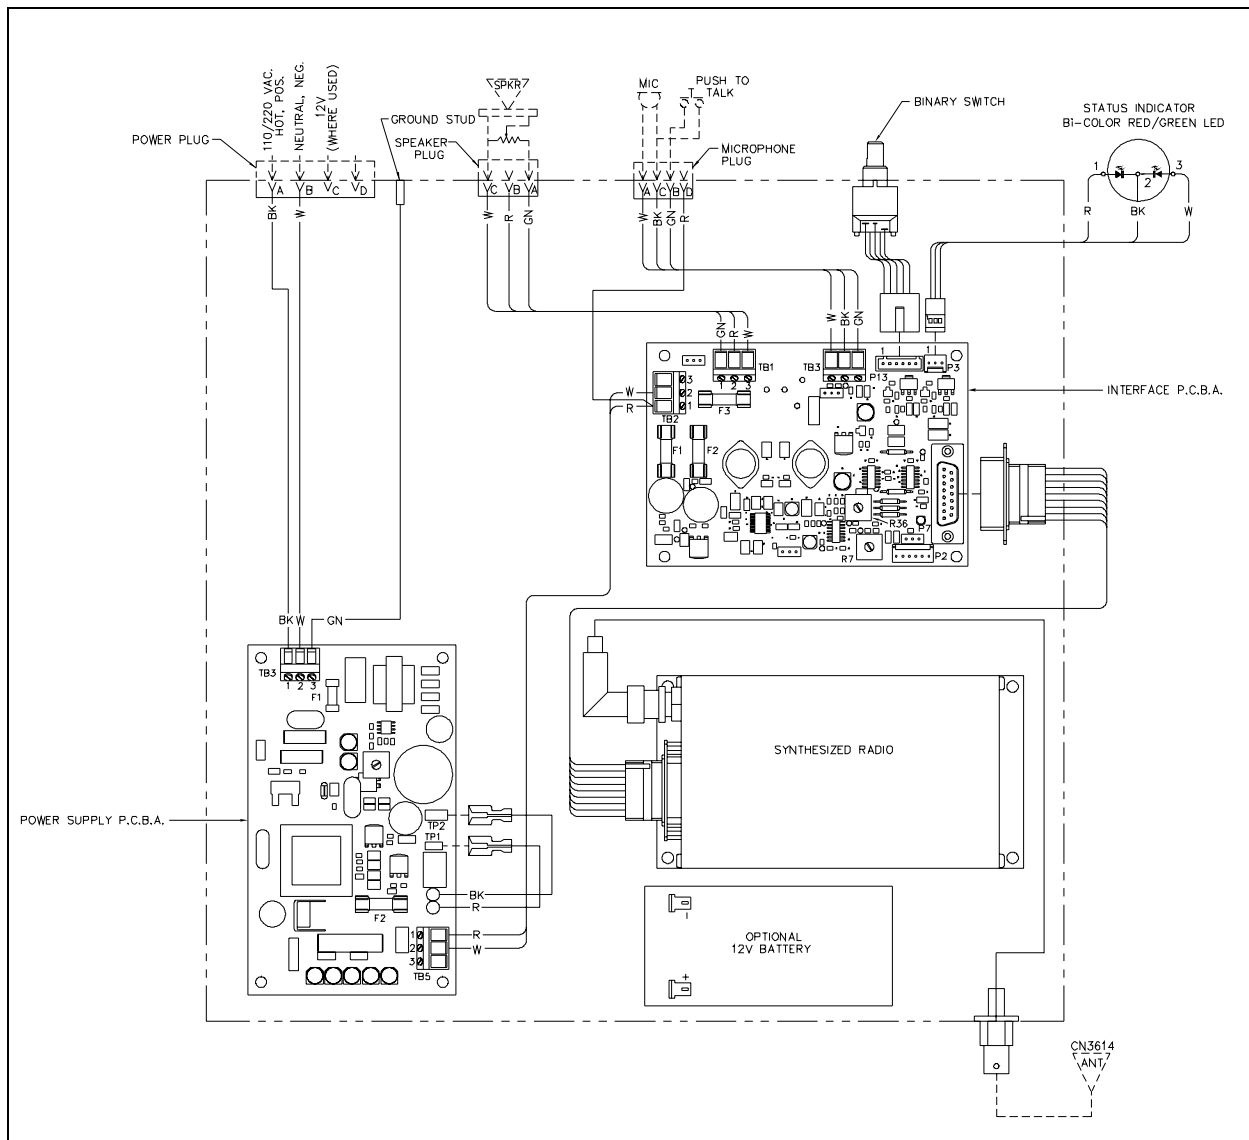 110/220 VAC.
HOT, POS.
NEUTRAL, NEG.
12V
(WHERE USED)
POWER PLUG
A
B
C
D
BK
W
GROUND STUD
SPKR
SPEAKER
PLUG
C
B
A
W
R
GN
MIC
PUSH TO
TALK
MICROPHONE
PLUG
A
C
B
D
W
BK
GN
R
BINARY SWITCH
STATUS INDICATOR
Bi-COLOR RED/GREEN LED
1
2
3
R
BK
W
GN
R
W
W
BK
GN
1
1
TB1
1
2
3
TB3
P13
P3
INTERFACE P.C.B.A.
W
R
3
2
1
TB2
F3
F1
F2
R36
P7
R7
P2
BK
W
GN
TB3
1
2
3
F1
SYNTHESIZED RADIO
POWER SUPPLY P.C.B.A.
TP2
TP1
BK
R
F2
1
2
3
R
W
TB5
-
OPTIONAL
12V BATTERY
+
CN3614
ANT